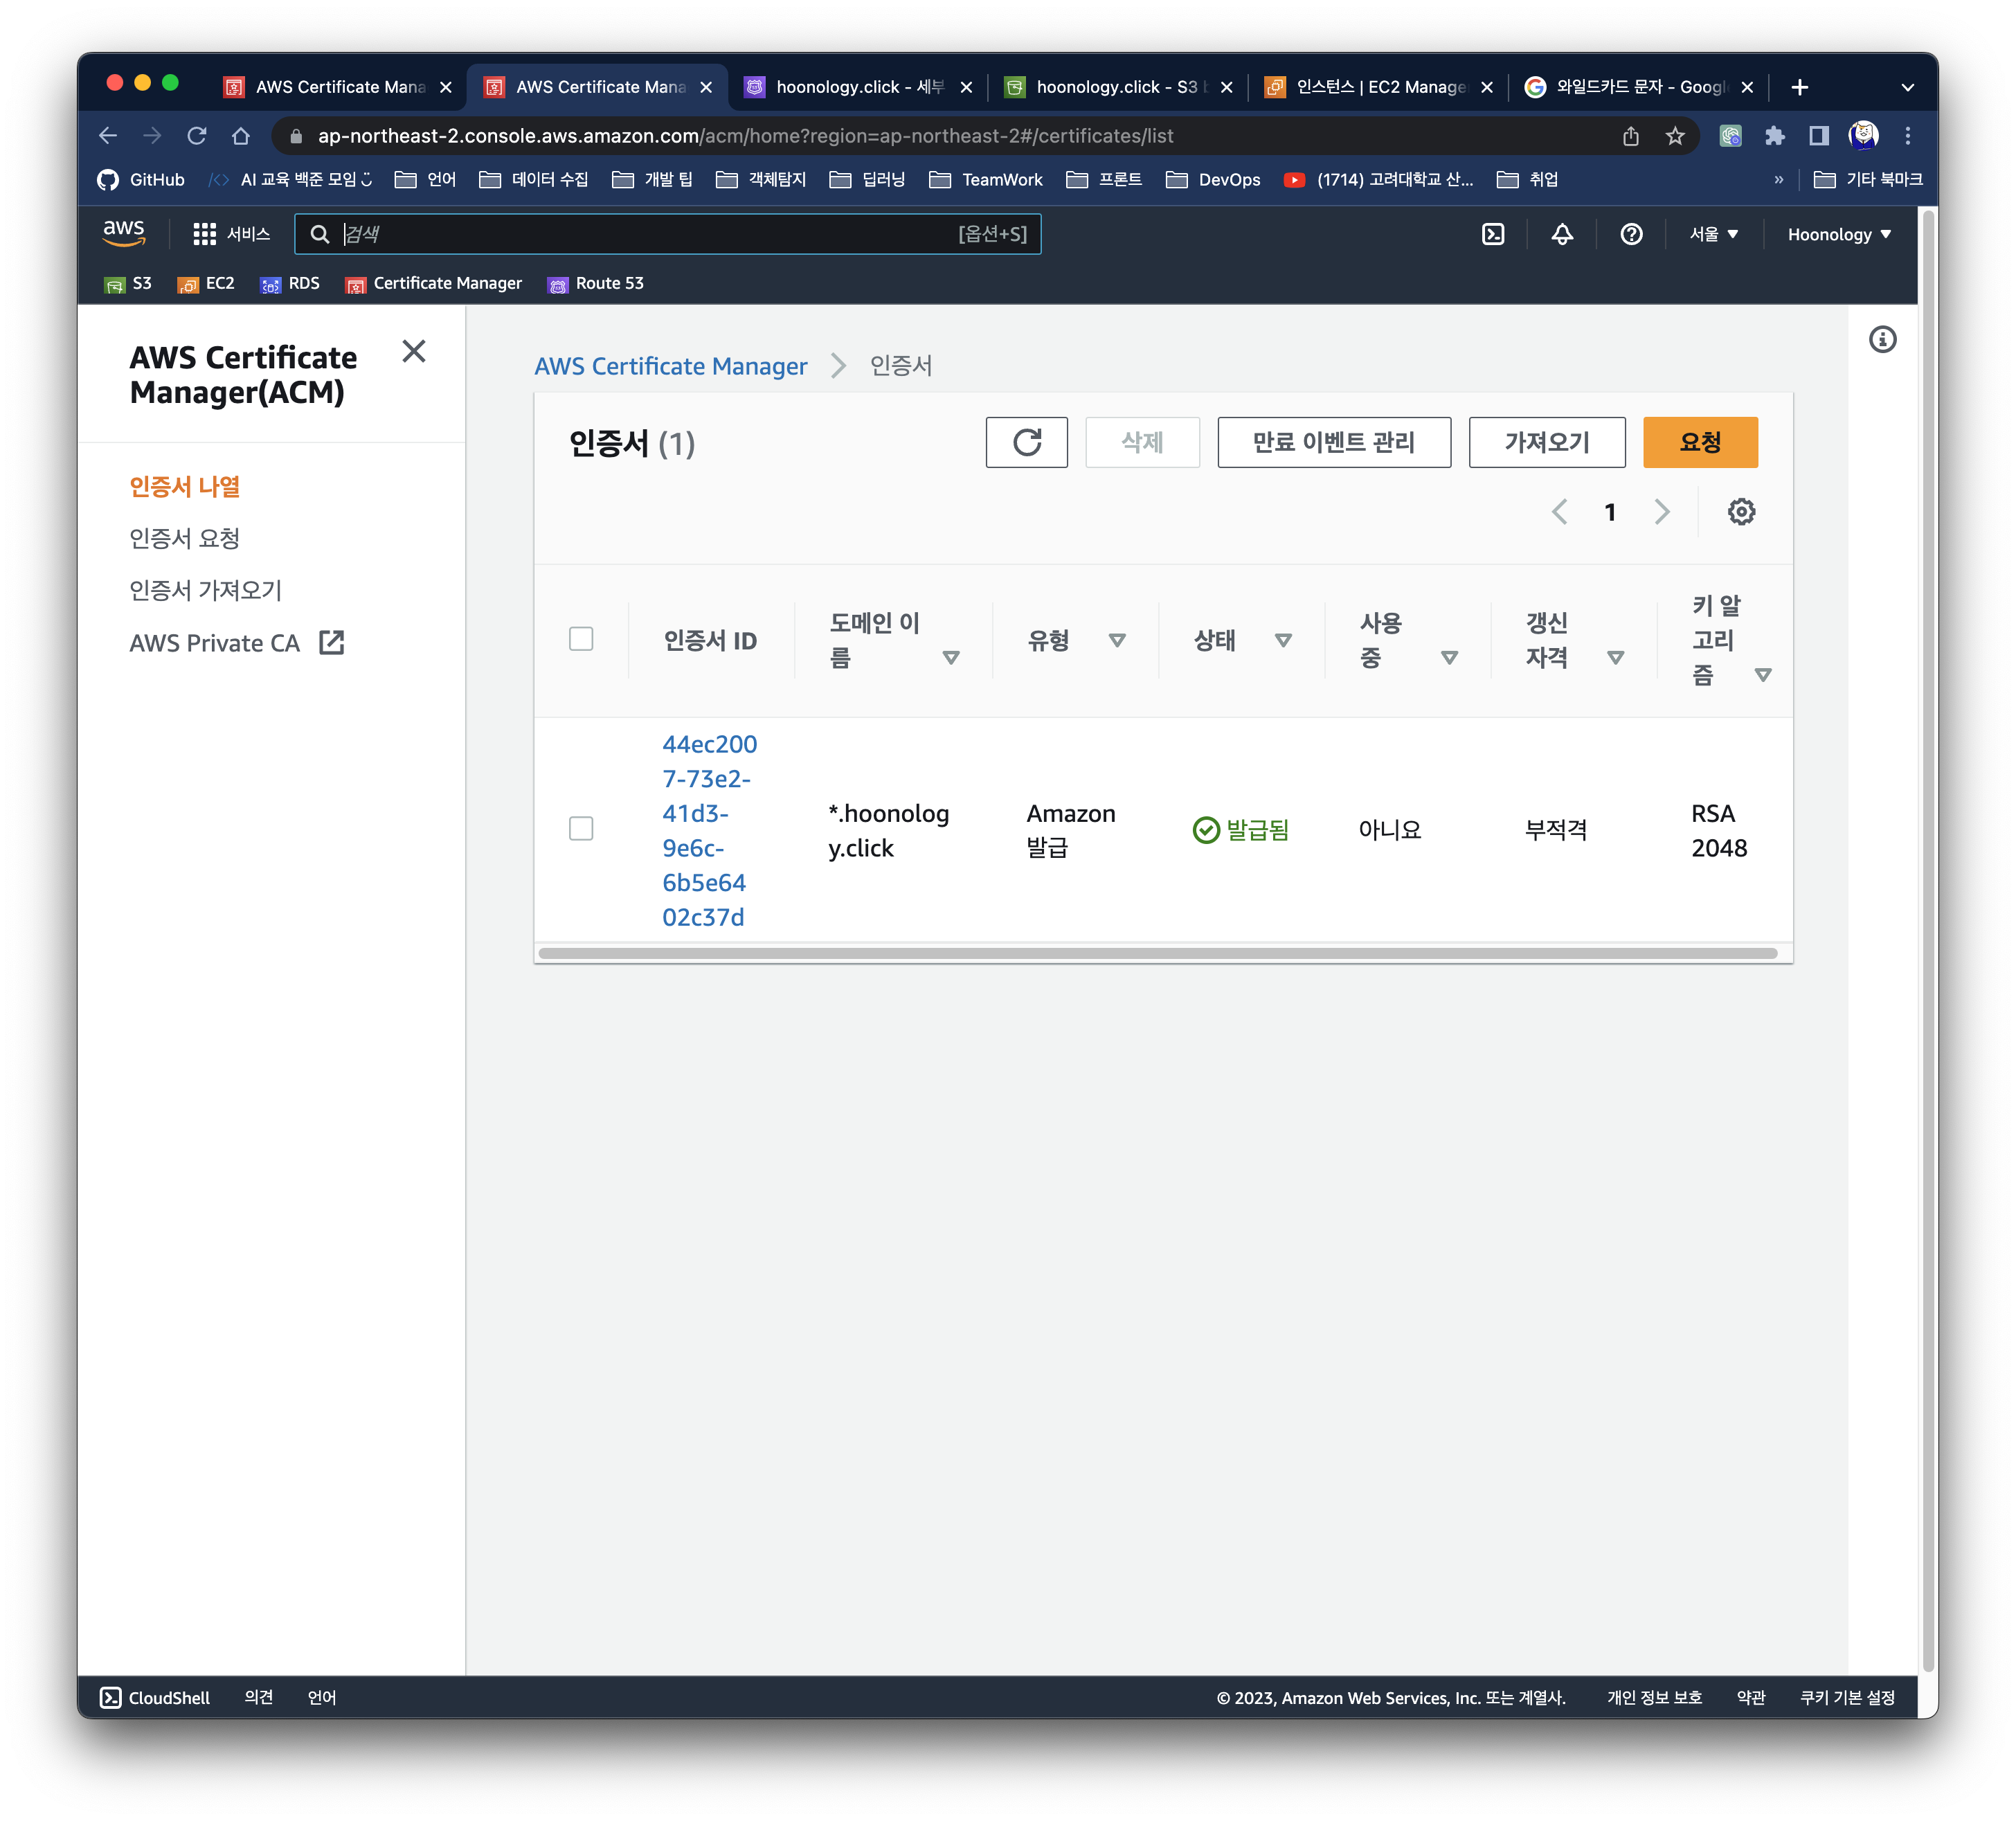 AWS Certificate Mana
AWS Certificate Mana
hoonology.click - 세부
hoonology.click - S3 b
인스턴스 | EC2 Manage
와일드카드 문자 - Googl
ap-northeast-2.console.aws.amazon.com/acm/home?region=ap-northeast-2#/certificates/list
GitHub
AI 교육 백준 모임
언어
데이터 수집
개발 팁
객체탐지
딥러닝
TeamWork
프론트
DevOps
(1714) 고려대학교 산...
취업
»
기타 북마크
aws
서비스
검색
[옵션+S]
서울
Hoonology
S3
EC2
RDS
Certificate Manager
Route 53
AWS Certificate
Manager(ACM)
인증서 나열
인증서 요청
인증서 가져오기
AWS Private CA
AWS Certificate Manager
인증서
인증서 (1)
삭제
만료 이벤트 관리
가져오기
요청
1
인증서 ID
도메인 이
름
유형
상태
사용
중
갱신
자격
키 알
고리
즘
44ec200
7-73e2-
41d3-
9e6c-
6b5e64
02c37d
*.hoonolog
y.click
Amazon
발급
발급됨
아니요
부적격
RSA
2048
CloudShell
의견
언어
© 2023, Amazon Web Services, Inc. 또는 계열사.
개인 정보 보호
약관
쿠키 기본 설정